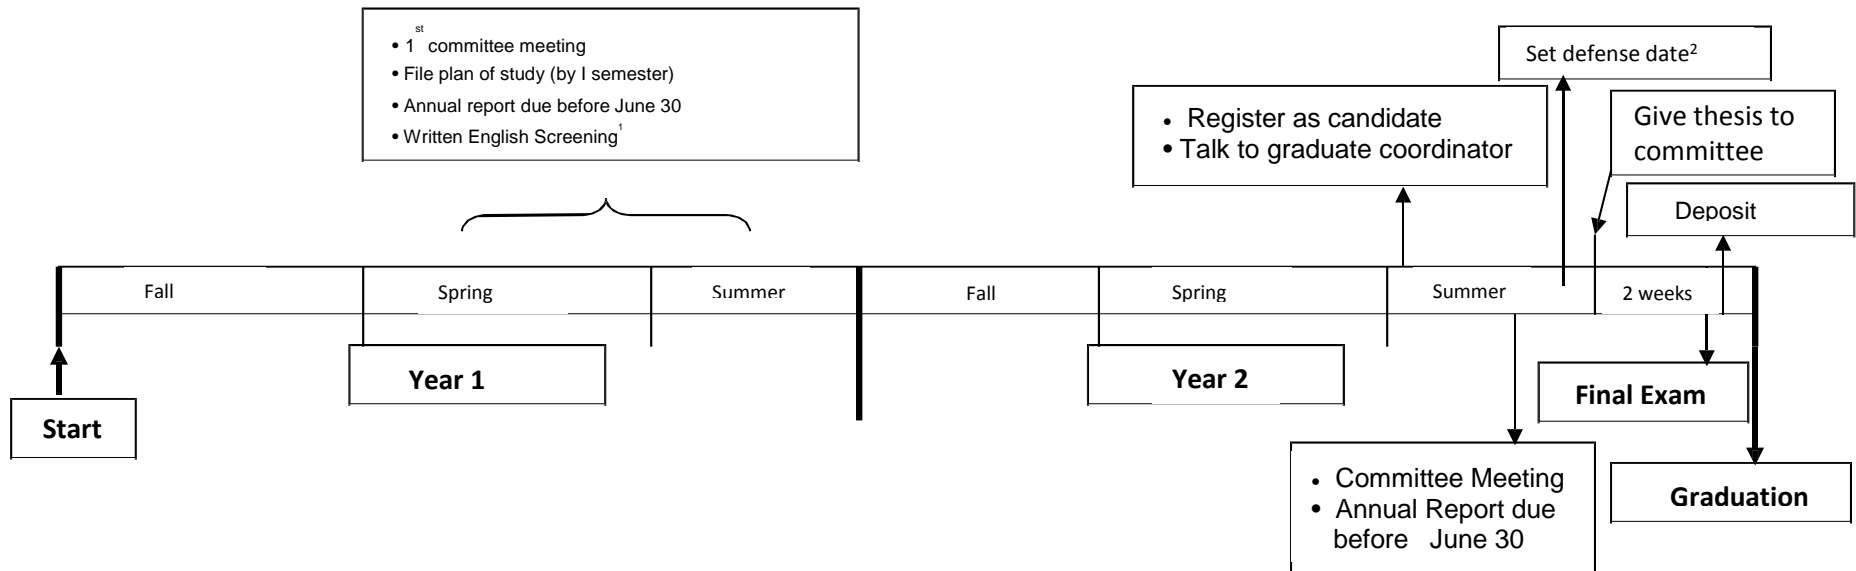 • 1st committee meeting
• File plan of study (by I semester)
• Annual report due before June 30
• Written English Screening1
Set defense date2
• Register as candidate
• Talk to graduate coordinator
Give thesis to
committee
Deposit
Fall
Spring
Summer
Fall
Spring
Summer
2 weeks
Year 1
Year 2
Start
Final Exam
• Committee Meeting
• Annual Report due
before June 30
Graduation